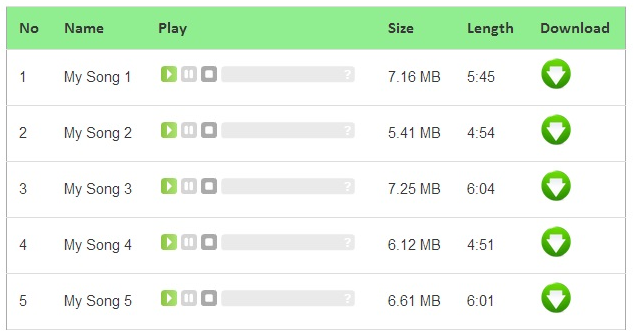 No Name Play Size Length Download
1 My Song 1 ? 7.16 MB 5:45
2 My Song 2 ? 5.41 MB 4:54
3 My Song 3 ? 7.25 MB 6:04
4 My Song 4 ? 6.12 MB 4:51
5 My Song 5 ? 6.61 MB 6:01